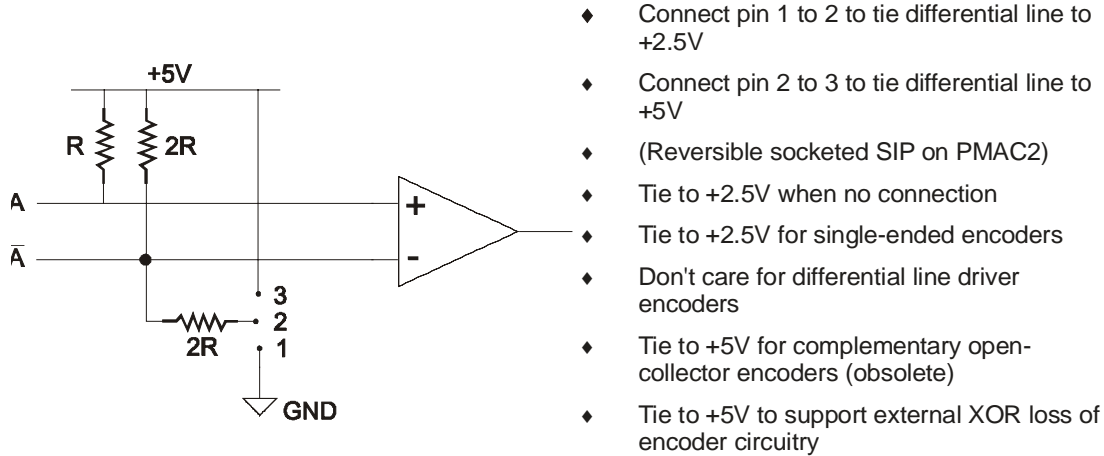 +5V
R
2R
A
A̅
+
-
3
2
1
2R
GND
♦ Connect pin 1 to 2 to tie differential line to
+2.5V
♦ Connect pin 2 to 3 to tie differential line to
+5V
♦ (Reversible socketed SIP on PMAC2)
♦ Tie to +2.5V when no connection
♦ Tie to +2.5V for single-ended encoders
♦ Don't care for differential line driver
encoders
♦ Tie to +5V for complementary open-
collector encoders (obsolete)
♦ Tie to +5V to support external XOR loss of
encoder circuitry